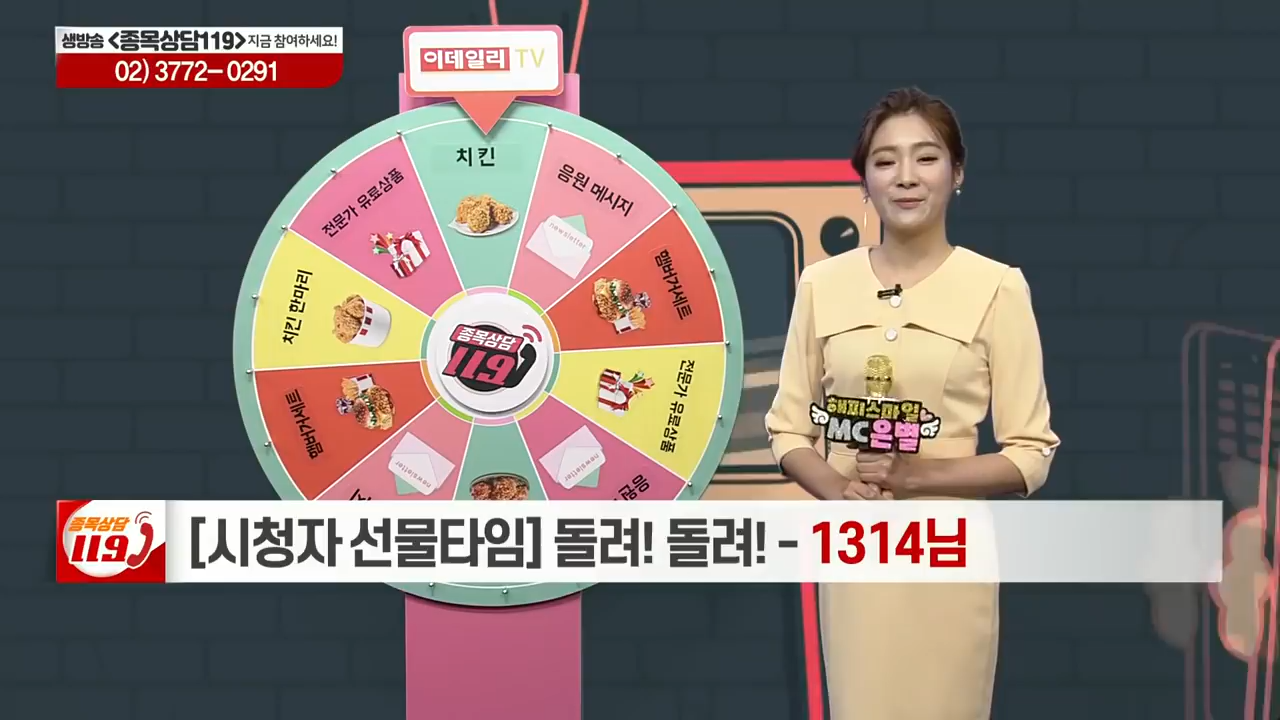 생방송 <종목상담119> 지금 참여하세요!
02) 3772-0291
이데일리 TV
치킨
응원 메시지
newsletter
햄버거세트
전문가 유료상품
응원
newsletter
newsletter
햄버거세트
치킨 한마리
전문가 유료상품
종목상담
119
해피스마일
MC은별
종목상담
119
[시청자 선물타임] 돌려! 돌려! - 1314님